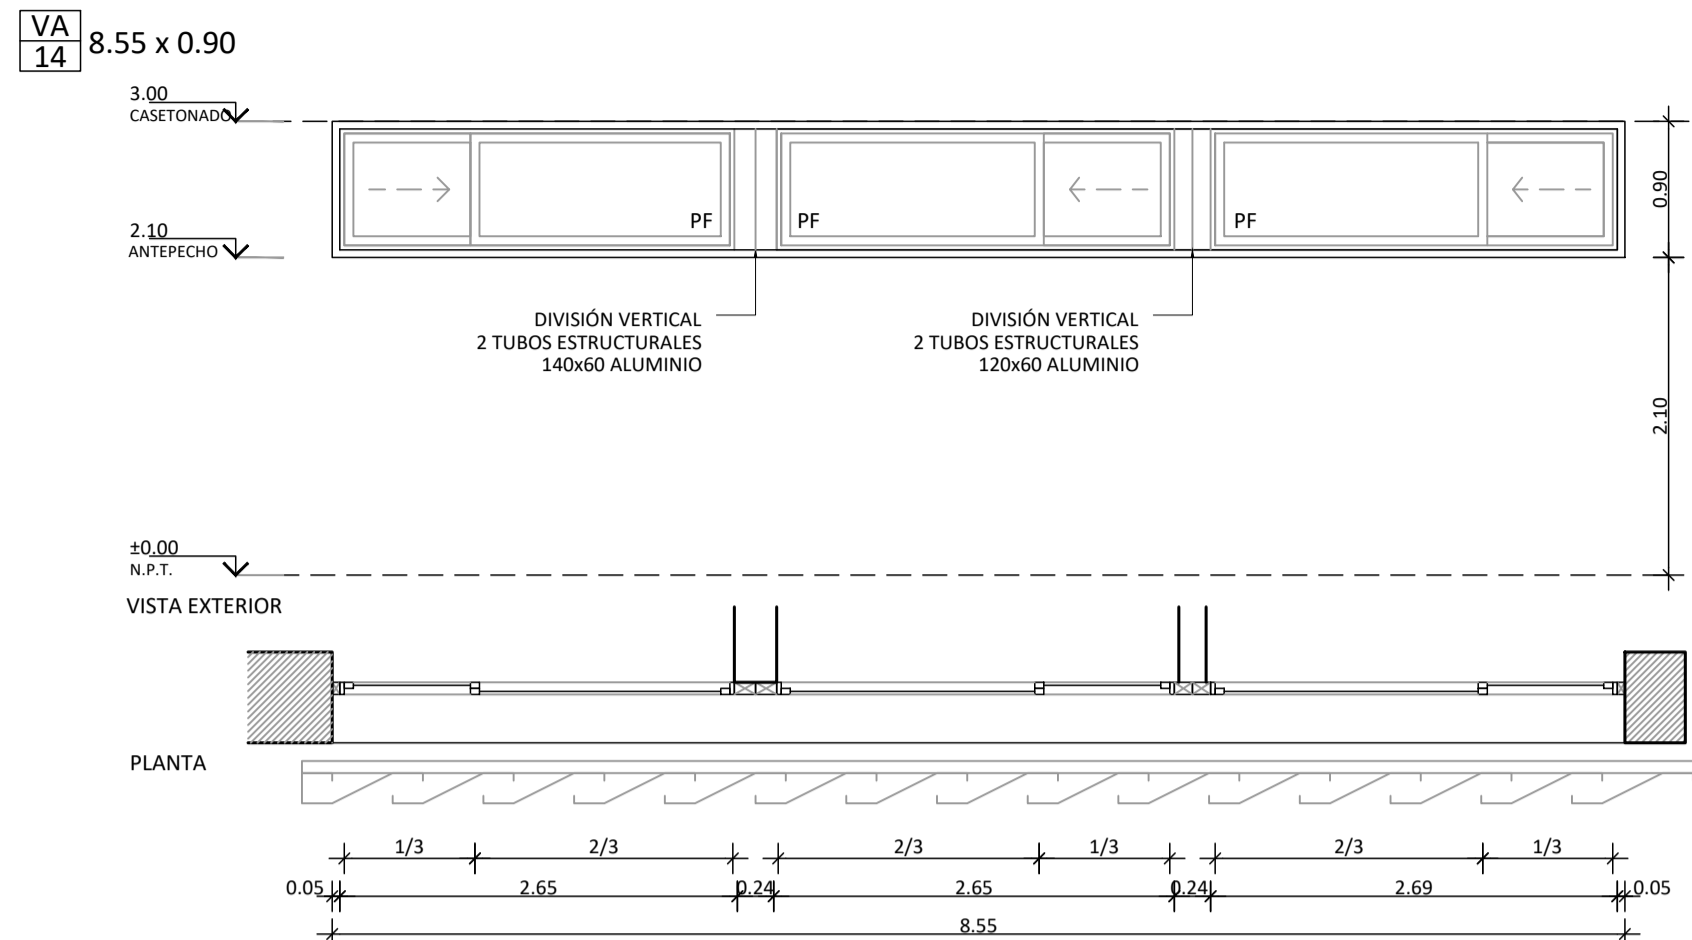 VA
14
8.55 x 0.90
3.00
CASETONADO
2.10
ANTEPECHO
PF
PF
PF
0.90
DIVISIÓN VERTICAL
2 TUBOS ESTRUCTURALES
140x60 ALUMINIO
DIVISIÓN VERTICAL
2 TUBOS ESTRUCTURALES
120x60 ALUMINIO
2.10
±0.00
N.P.T.
VISTA EXTERIOR
PLANTA
1/3
2/3
2/3
1/3
2/3
1/3
0.05
2.65
0.24
2.65
0.24
2.69
0.05
8.55